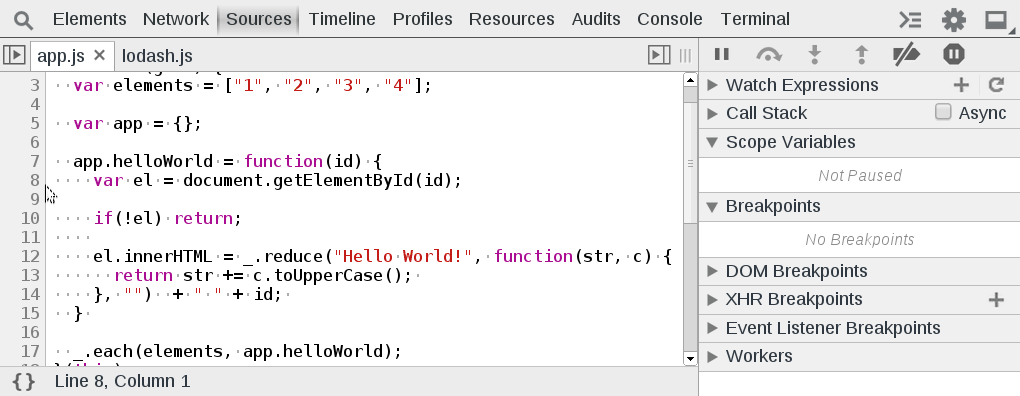 Elements Network Sources Timeline Profiles Resources Audits Console Terminal
app.js × lodash.js
3 var elements = ["1", "2", "3", "4"];
4
5 var app = {};
6
7 app.helloWorld = function(id) {
8 var el = document.getElementById(id);
9
10 if(!el) return;
11
12 el.innerHTML = _.reduce("Hello World!", function(str, c) {
13 return str += c.toUpperCase();
14 }, "") + " " + id;
15 }
16
17 _.each(elements, app.helloWorld);
{} Line 8, Column 1
Watch Expressions
Call Stack Async
Scope Variables
Not Paused
Breakpoints
No Breakpoints
DOM Breakpoints
XHR Breakpoints
Event Listener Breakpoints
Workers